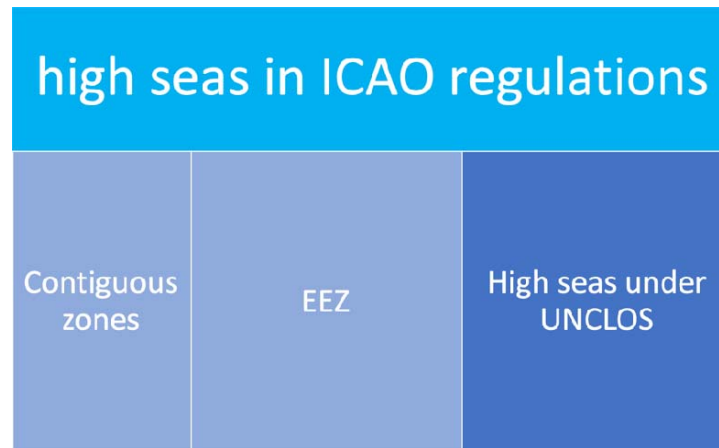 high seas in ICAO regulations
Contiguous
zones
EEZ
High seas under
UNCLOS